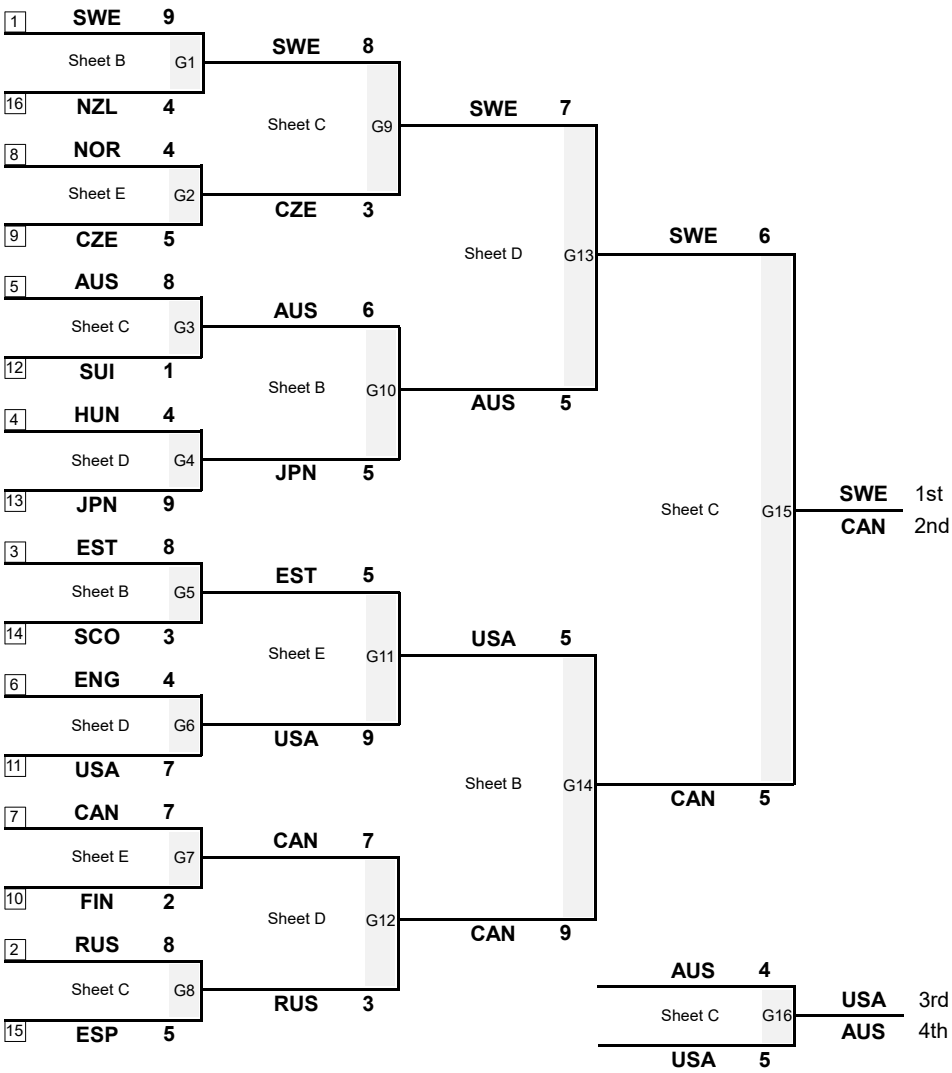 1 SWE 9
Sheet B G1
16 NZL 4
8 NOR 4
Sheet E G2
9 CZE 5
5 AUS 8
Sheet C G3
12 SUI 1
4 HUN 4
Sheet D G4
13 JPN 9
3 EST 8
Sheet B G5
14 SCO 3
6 ENG 4
Sheet D G6
11 USA 7
7 CAN 7
Sheet E G7
10 FIN 2
2 RUS 8
Sheet C G8
15 ESP 5
SWE 8
Sheet C G9
CZE 3
AUS 6
Sheet B G10
JPN 5
EST 5
Sheet E G11
USA 9
CAN 7
Sheet D G12
RUS 3
SWE 7
Sheet D G13
AUS 5
USA 5
Sheet B G14
CAN 9
SWE 6
Sheet C G15
CAN 5
SWE 1st
CAN 2nd
AUS 4
Sheet C G16
USA 5
USA 3rd
AUS 4th